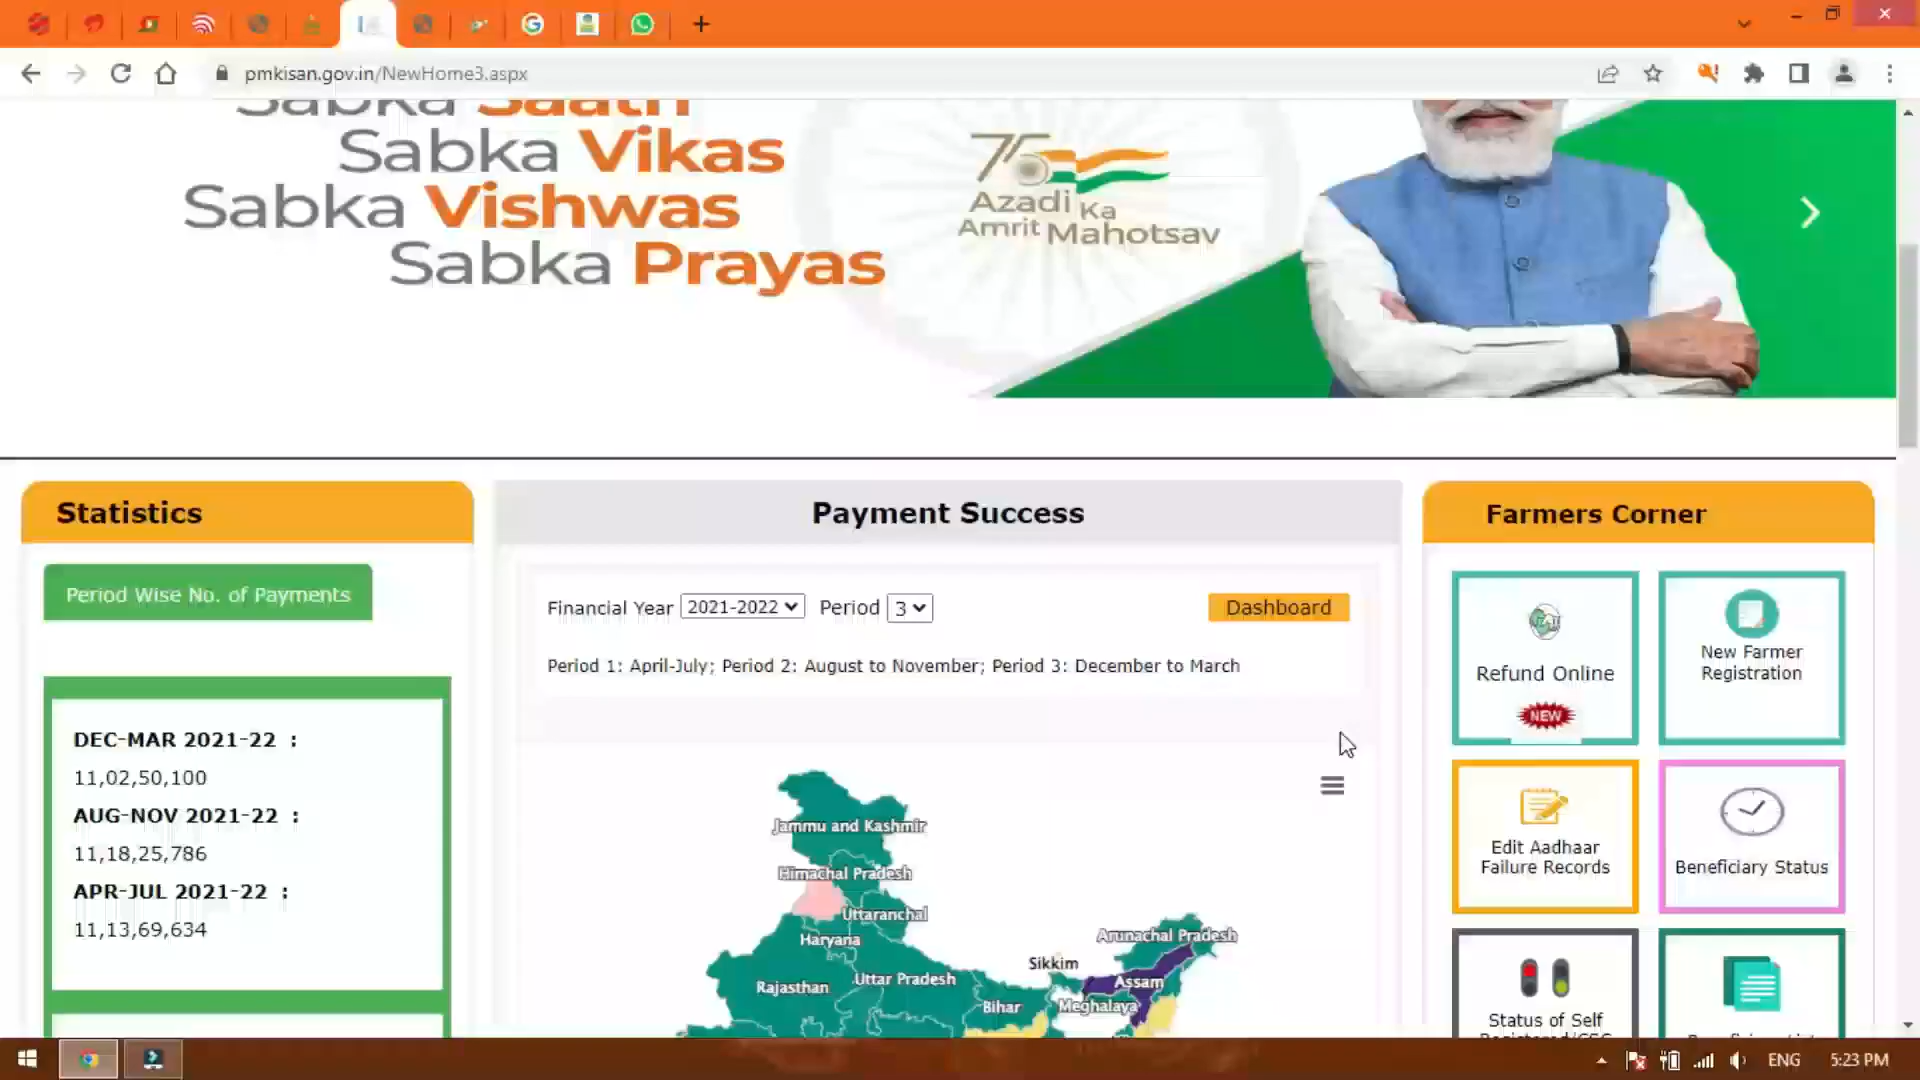 pmkisan.gov.in/NewHome3.aspx
Sabka Saath
Sabka Vikas
Sabka Vishwas
Sabka Prayas
75
Azadi Ka
Amrit Mahotsav
Statistics
Period Wise No. of Payments
DEC-MAR 2021-22 :
11,02,50,100
AUG-NOV 2021-22 :
11,18,25,786
APR-JUL 2021-22 :
11,13,69,634
Payment Success
Financial Year 2021-2022 Period 3 Dashboard
Period 1: April-July; Period 2: August to November; Period 3: December to March
Jammu and Kashmir
Himachal Pradesh
Uttaranchal
Haryana
Arunachal Pradesh
Sikkim
Rajasthan
Uttar Pradesh
Assam
Bihar
Meghalaya
Farmers Corner
Refund Online
NEW
New Farmer
Registration
Edit Aadhaar
Failure Records
Beneficiary Status
Status of Self
ENG 5:23 PM